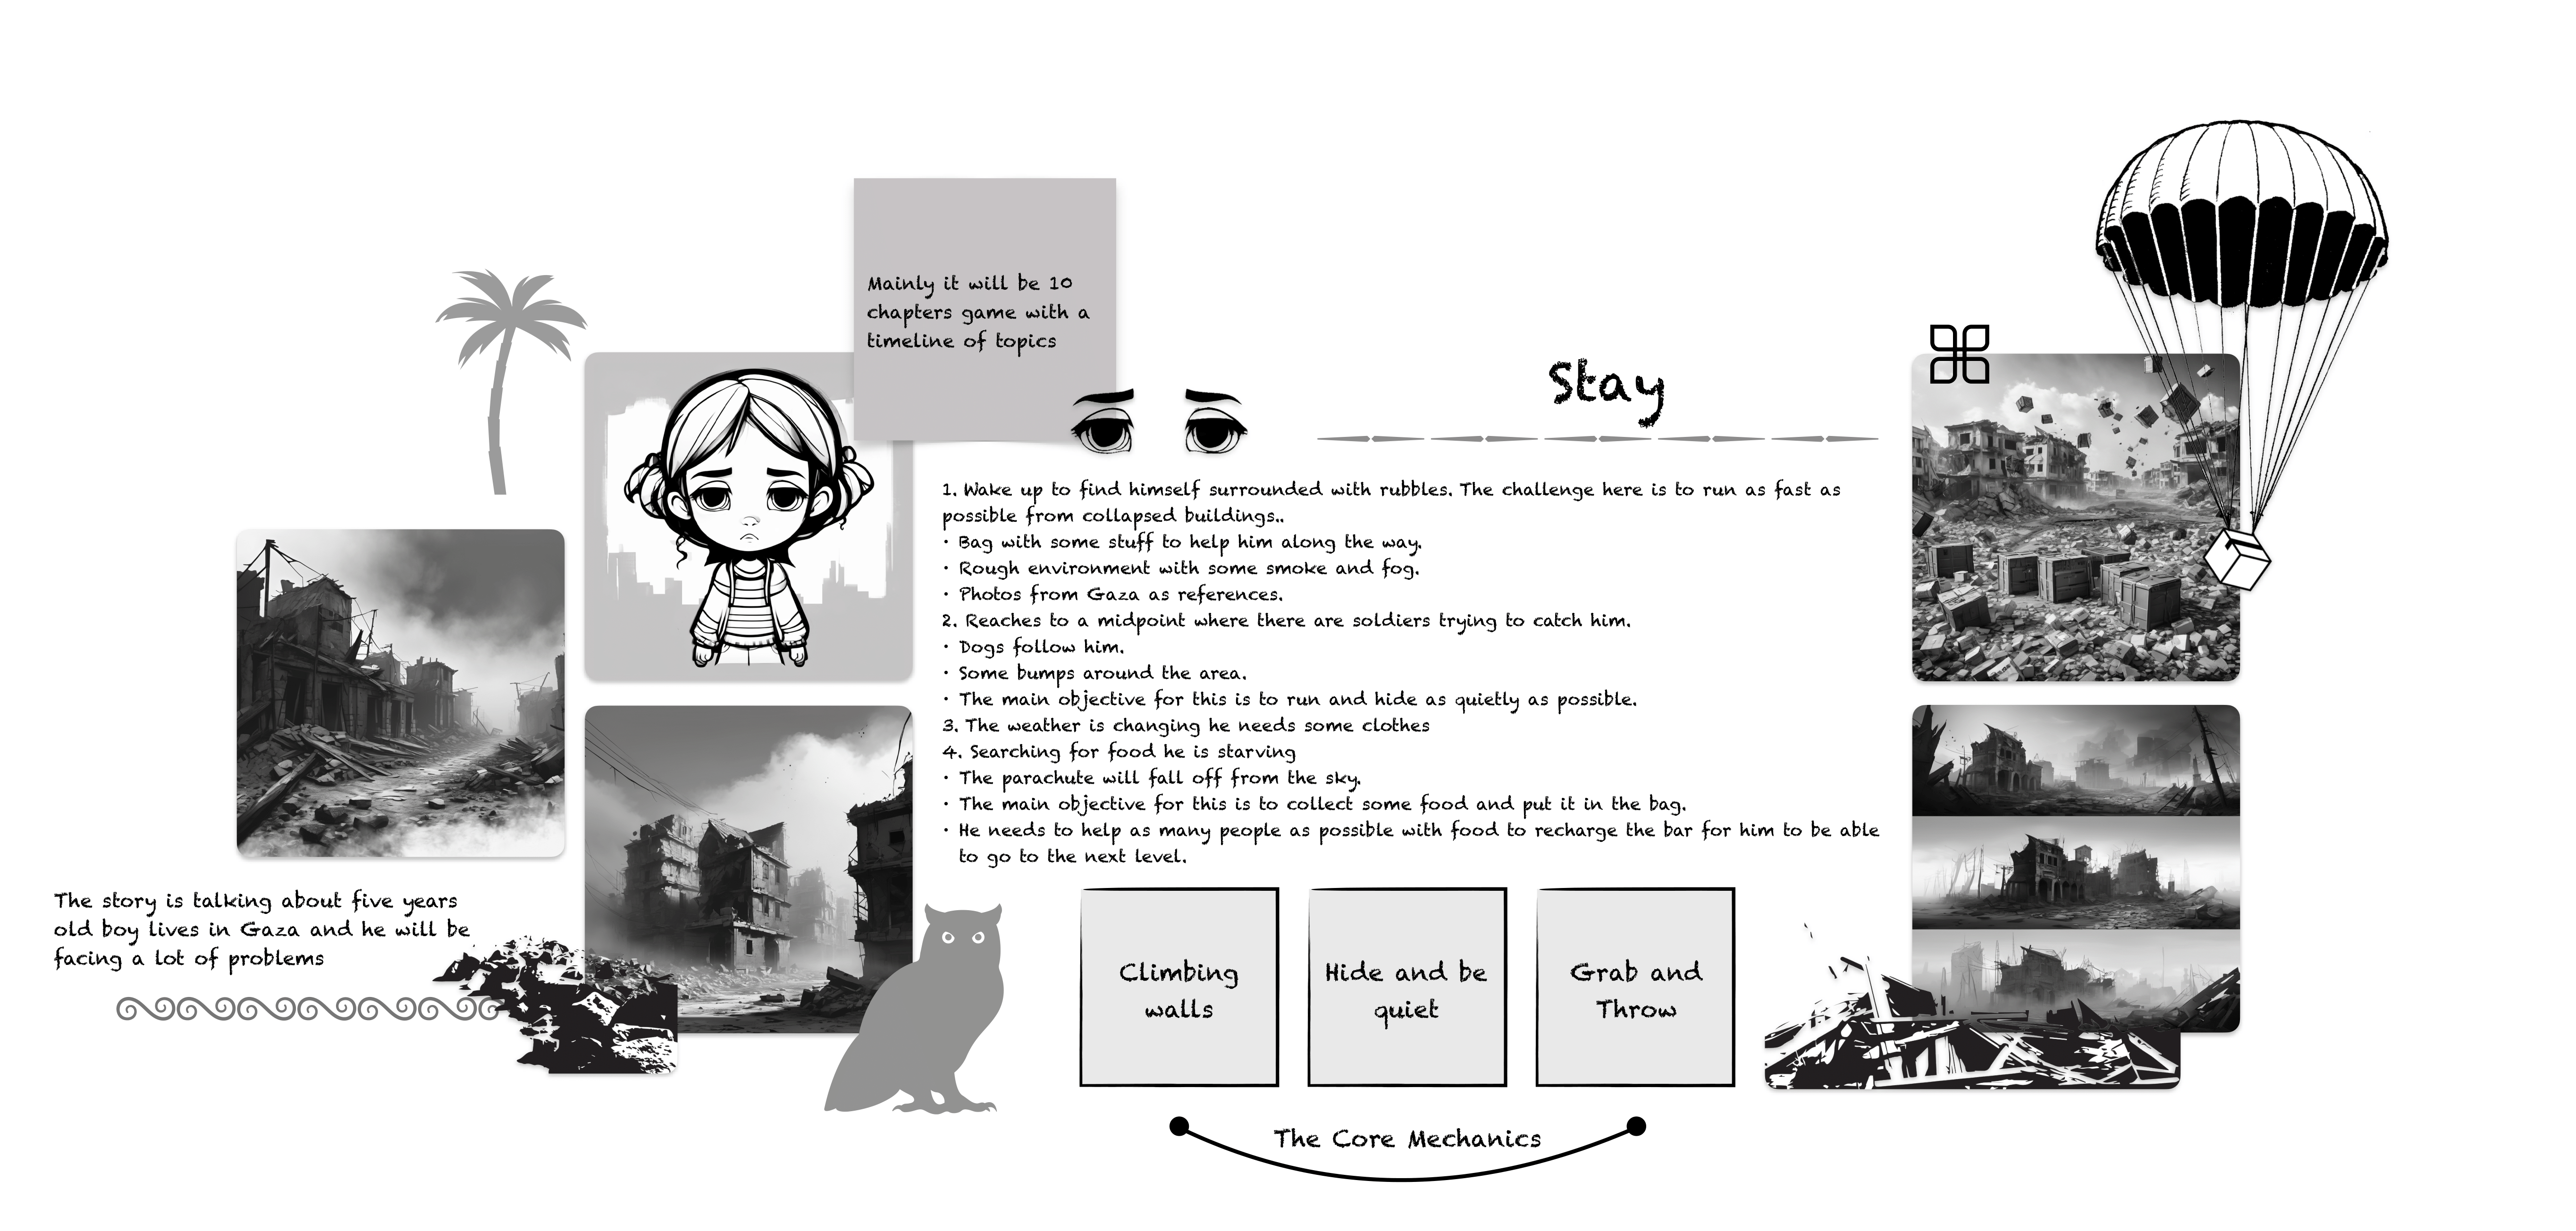 Mainly it will be 10
chapters game with a
timeline of topics
Stay
1. Wake up to find himself surrounded with rubbles. The challenge here is to run as fast as
possible from collapsed buildings..
• Bag with some stuff to help him along the way.
• Rough environment with some smoke and fog.
• Photos from Gaza as references.
2. Reaches to a midpoint where there are soldiers trying to catch him.
• Dogs follow him.
• Some bumps around the area.
• The main objective for this is to run and hide as quietly as possible.
3. The weather is changing he needs some clothes
4. Searching for food he is starving
• The parachute will fall off from the sky.
• The main objective for this is to collect some food and put it in the bag.
• He needs to help as many people as possible with food to recharge the bar for him to be able
to go to the next level.
The story is talking about five years
old boy lives in Gaza and he will be
facing a lot of problems
Climbing
walls
Hide and be
quiet
Grab and
Throw
The Core Mechanics